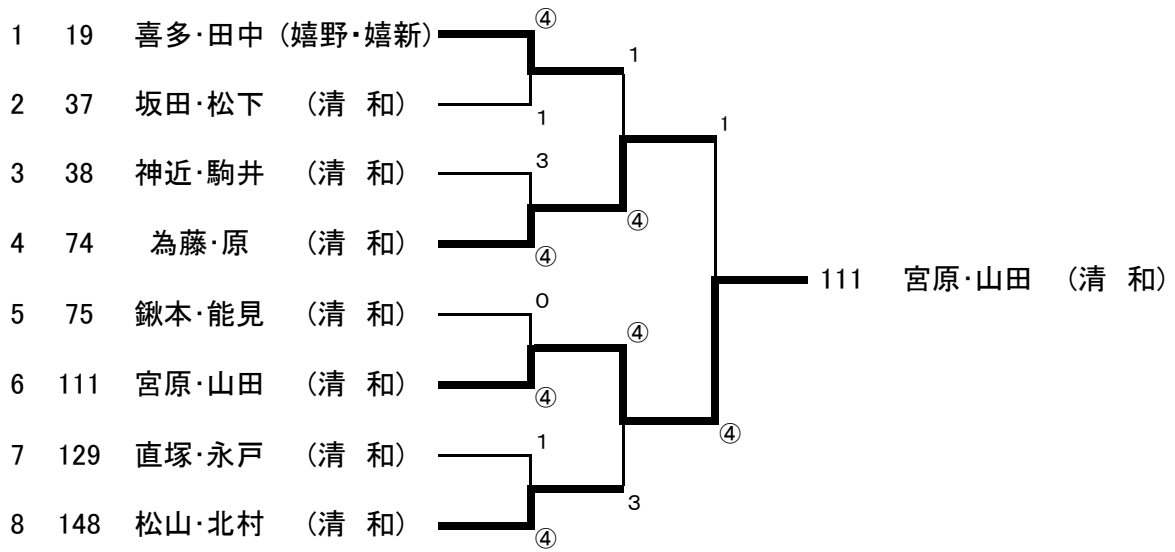 ④
1 19 喜多・田中 (嬉野・嬉新)
1
2 37 坂田・松下 (清 和)
1
1
3 38 神近・駒井 (清 和)
3
④
4 74 為藤・原 (清 和)
④
111 宮原・山田 (清 和)
5 75 鍬本・能見 (清 和)
0
④
6 111 宮原・山田 (清 和)
④
④
7 129 直塚・永戸 (清 和)
1
3
8 148 松山・北村 (清 和)
④